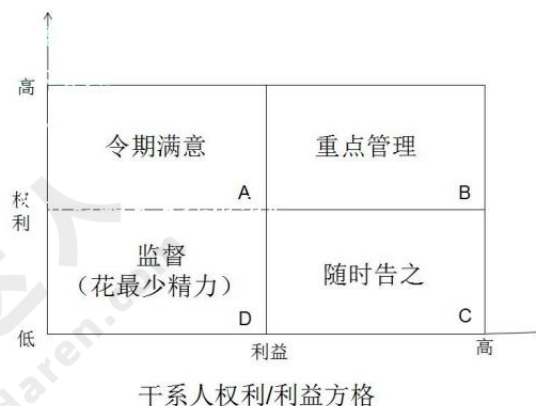 高
令期满意
重点管理
A
B
权
利
监督
（花最少精力）
随时告之
D
C
低
利益
高
干系人权利/利益方格